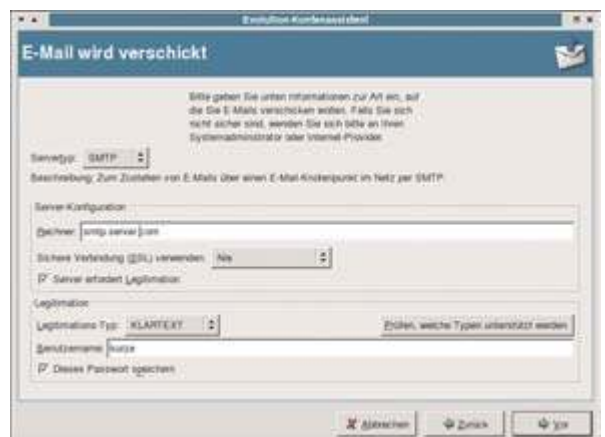 Evolution-Kontenassistent
E-Mail wird verschickt
Bitte geben Sie unten Informationen zur Art ein, auf
die Sie E-Mails verschicken wollen. Falls Sie sich
nicht sicher sind, wenden Sie sich bitte an Ihren
Systemadministrator oder Internet-Provider.
Servertyp: SMTP
Beschreibung: Zum Zustellen von E-Mails über einen E-Mail-Knotenpunkt im Netz per SMTP.
Server-Konfiguration
Rechner: smtp.server.com
Sichere Verbindung (SSL) verwenden: Nie
Server erfordert Legitimation
Legitimation
Legitimations-Typ: KLARTEXT Prüfen, welche Typen unterstützt werden
Benutzername: kurze
Dieses Passwort speichern
Abbrechen Zurück Vor